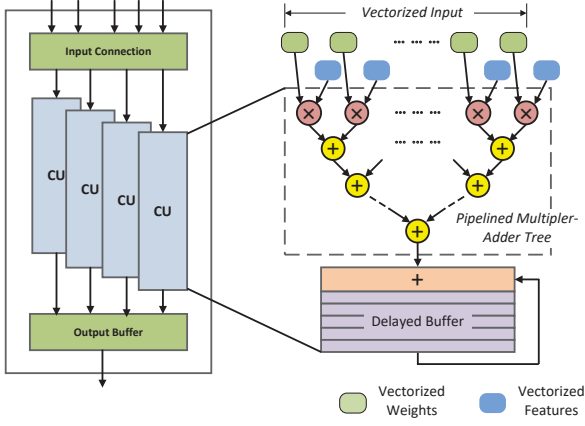 Input Connection
CU
CU
CU
CU
Output Buffer
Vectorized Input
... ... ... ...
× × × ×
+ ... ... ... ... +
+ +
+
Pipelined Multipler-
Adder Tree
+
Delayed Buffer
Vectorized
Weights
Vectorized
Features